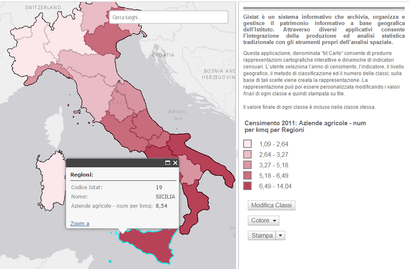 SWITZERLAND
Cerca luoghi...
CROATIA
BOSNIA AND
HERZEGOVINA
Regioni:
Codice Istat: 19
Nome: SICILIA
Aziende agricole - num per kmq: 8,54
Zoom a
Gistat è un sistema informativo che archivia, organizza e
gestisce il patrimonio informativo a base geografica
dell'Istituto. Attraverso diversi applicativi consente
l'integrazione della produzione ed analisi statistica
tradizionale con gli strumenti propri dell'analisi spaziale.
Questa applicazione, denominata "Ist.Carto" consente di produrre
rappresentazioni cartografiche interattive e dinamiche di indicatori
censuari. L'utente seleziona l'anno di censimento, l'indicatore, il livello
geografico, il metodo di classificazione ed il numero delle classi; sulla
base di tali scelte viene creata la rappresentazione. La
rappresentazione può essere personalizzata modificando i valori
finali di ogni classe e quindi stampata su file.
Il valore finale di ogni classe è incluso nella classe stessa.
Censimento 2011: Aziende agricole - num
per kmq per Regioni
1,09 - 2,64
2,64 - 3,27
3,27 - 5,18
5,18 - 6,49
6,49 - 14,04
Modifica Classi
Colore
Stampa